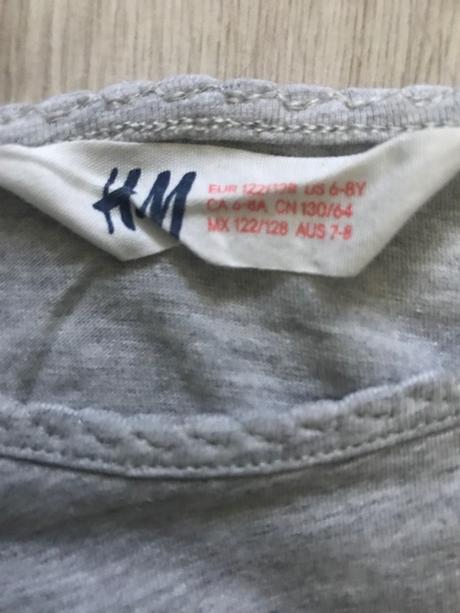 H&M
EUR 122/128 US 6-8Y
CA 6-8A CN 130/64
MX 122/128 AUS 7-8